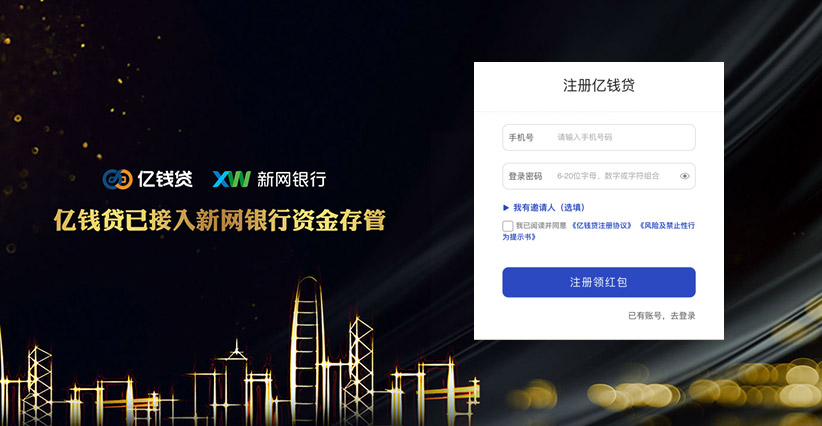 亿钱贷 XW 新网银行
亿钱贷已接入新网银行资金存管
注册亿钱贷
手机号 请输入手机号码
登录密码 6-20位字母，数字或字符组合
▶ 我有邀请人（选填）
我已阅读并同意 《亿钱贷注册协议》 《风险及禁止性行
为提示书》
注册领红包
已有账号，去登录